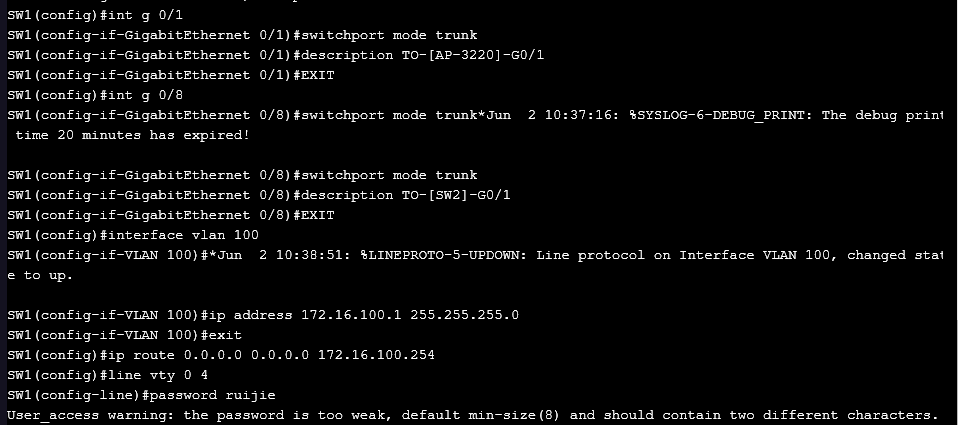 SW1(config)#int g 0/1
SW1(config-if-GigabitEthernet 0/1)#switchport mode trunk
SW1(config-if-GigabitEthernet 0/1)#description TO-[AP-3220]-G0/1
SW1(config-if-GigabitEthernet 0/1)#EXIT
SW1(config)#int g 0/8
SW1(config-if-GigabitEthernet 0/8)#switchport mode trunk*Jun  2 10:37:16: %SYSLOG-6-DEBUG_PRINT: The debug print
 time 20 minutes has expired!
SW1(config-if-GigabitEthernet 0/8)#switchport mode trunk
SW1(config-if-GigabitEthernet 0/8)#description TO-[SW2]-G0/1
SW1(config-if-GigabitEthernet 0/8)#EXIT
SW1(config)#interface vlan 100
SW1(config-if-VLAN 100)#*Jun  2 10:38:51: %LINEPROTO-5-UPDOWN: Line protocol on Interface VLAN 100, changed stat
e to up.
SW1(config-if-VLAN 100)#ip address 172.16.100.1 255.255.255.0
SW1(config-if-VLAN 100)#exit
SW1(config)#ip route 0.0.0.0 0.0.0.0 172.16.100.254
SW1(config)#line vty 0 4
SW1(config-line)#password ruijie
User_access warning: the password is too weak, default min-size(8) and should contain two different characters.